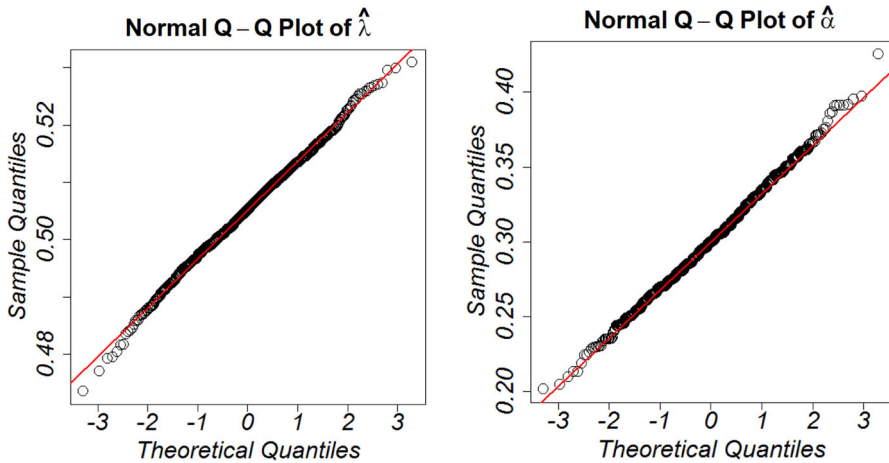 Normal Q – Q Plot of λ̂
Sample Quantiles
0.52
0.50
0.48
-3 -2 -1 0 1 2 3
Theoretical Quantiles
Normal Q – Q Plot of α̂
Sample Quantiles
0.40
0.35
0.30
0.25
0.20
-3 -2 -1 0 1 2 3
Theoretical Quantiles